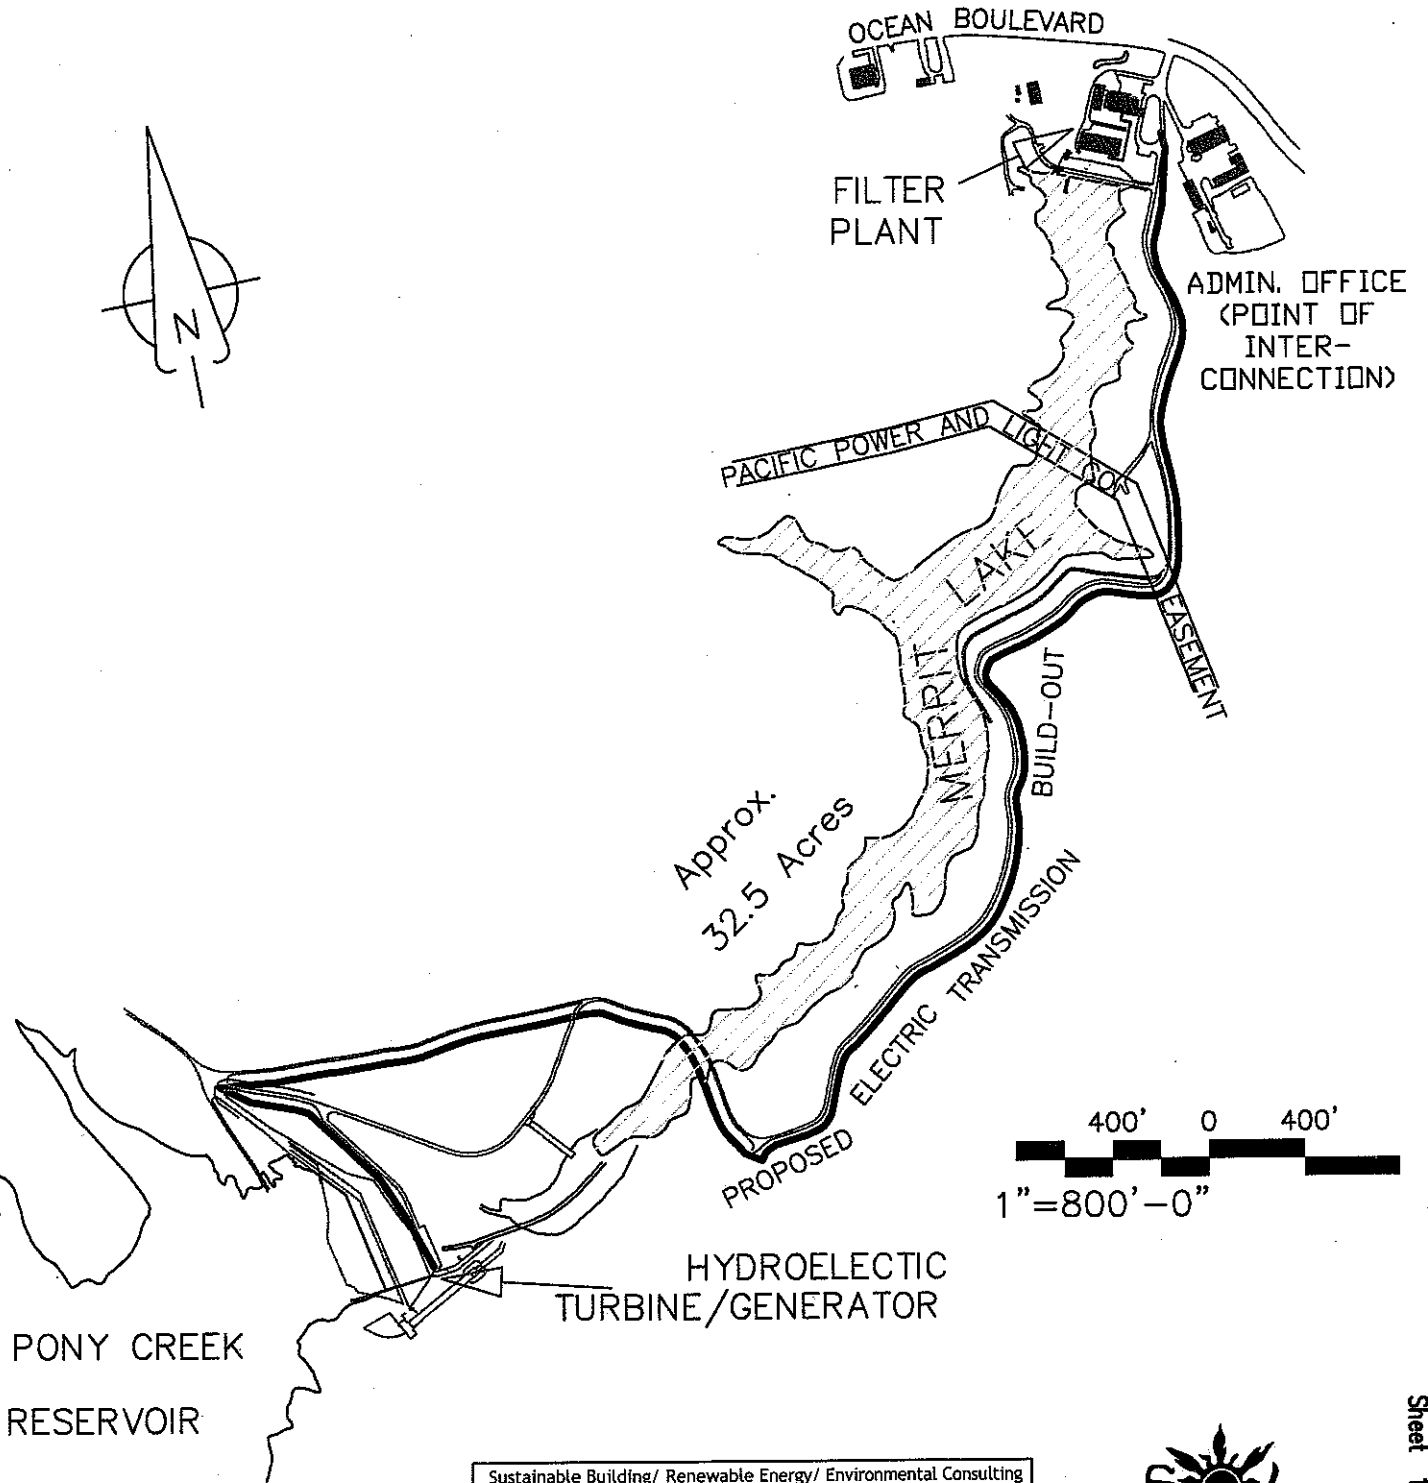 OCEAN BOULEVARD
FILTER
PLANT
N
ADMIN. OFFICE
(POINT OF
INTER-
CONNECTION)
PACIFIC POWER AND LIGHT CO.
EASEMENT
MERRIT LAKE
BUILD-OUT
Approx.
32.5 Acres
ELECTRIC TRANSMISSION
PROPOSED
400' 0 400'
1"=800'-0"
HYDROELECTIC
TURBINE/GENERATOR
PONY CREEK
RESERVOIR
Sheet
Sustainable Building/ Renewable Energy/ Environmental Consulting